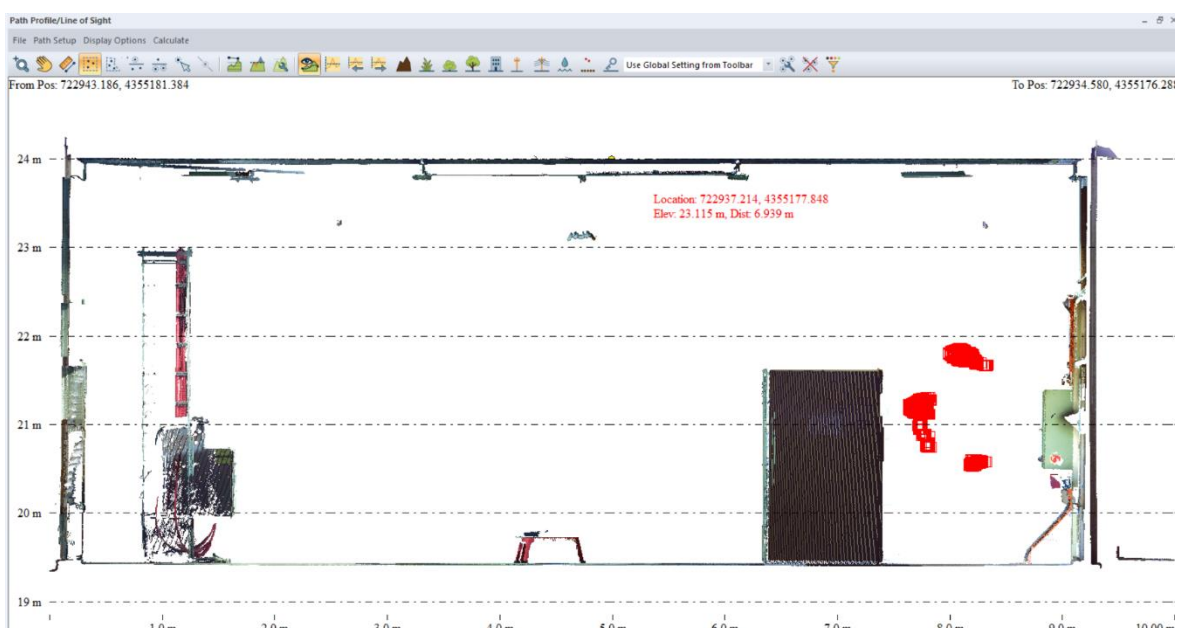 Path Profile/Line of Sight
File Path Setup Display Options Calculate
Use Global Setting from Toolbar
From Pos: 722943.186, 4355181.384
To Pos: 722934.580, 4355176.288
24 m
Location: 722937.214, 4355177.848
Elev: 23.115 m, Dist: 6.939 m
23 m
22 m
21 m
20 m
19 m
1.0 m 2.0 m 3.0 m 4.0 m 5.0 m 6.0 m 7.0 m 8.0 m 9.0 m 10.00 m